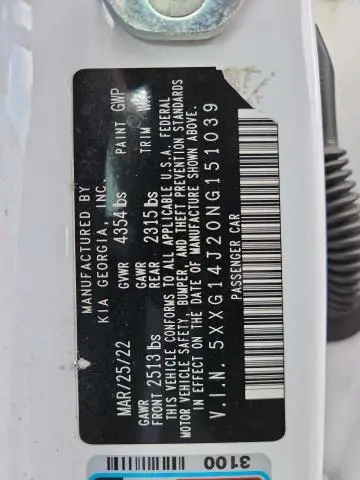 MANUFACTURED BY
KIA GEORGIA, INC.
PAINT GWP
MAR/25/22 GVWR 4354 lbs
TRIM WK
GAWR FRONT 2513 lbs GAWR REAR 2315 lbs
THIS VEHICLE CONFORMS TO ALL APPLICABLE U.S.A. FEDERAL
MOTOR VEHICLE SAFETY, BUMPER, AND THEFT PREVENTION STANDARDS
IN EFFECT ON THE DATE OF MANUFACTURE SHOWN ABOVE.
V.I.N. 5XXG14J20NG151039
PASSENGER CAR
3100